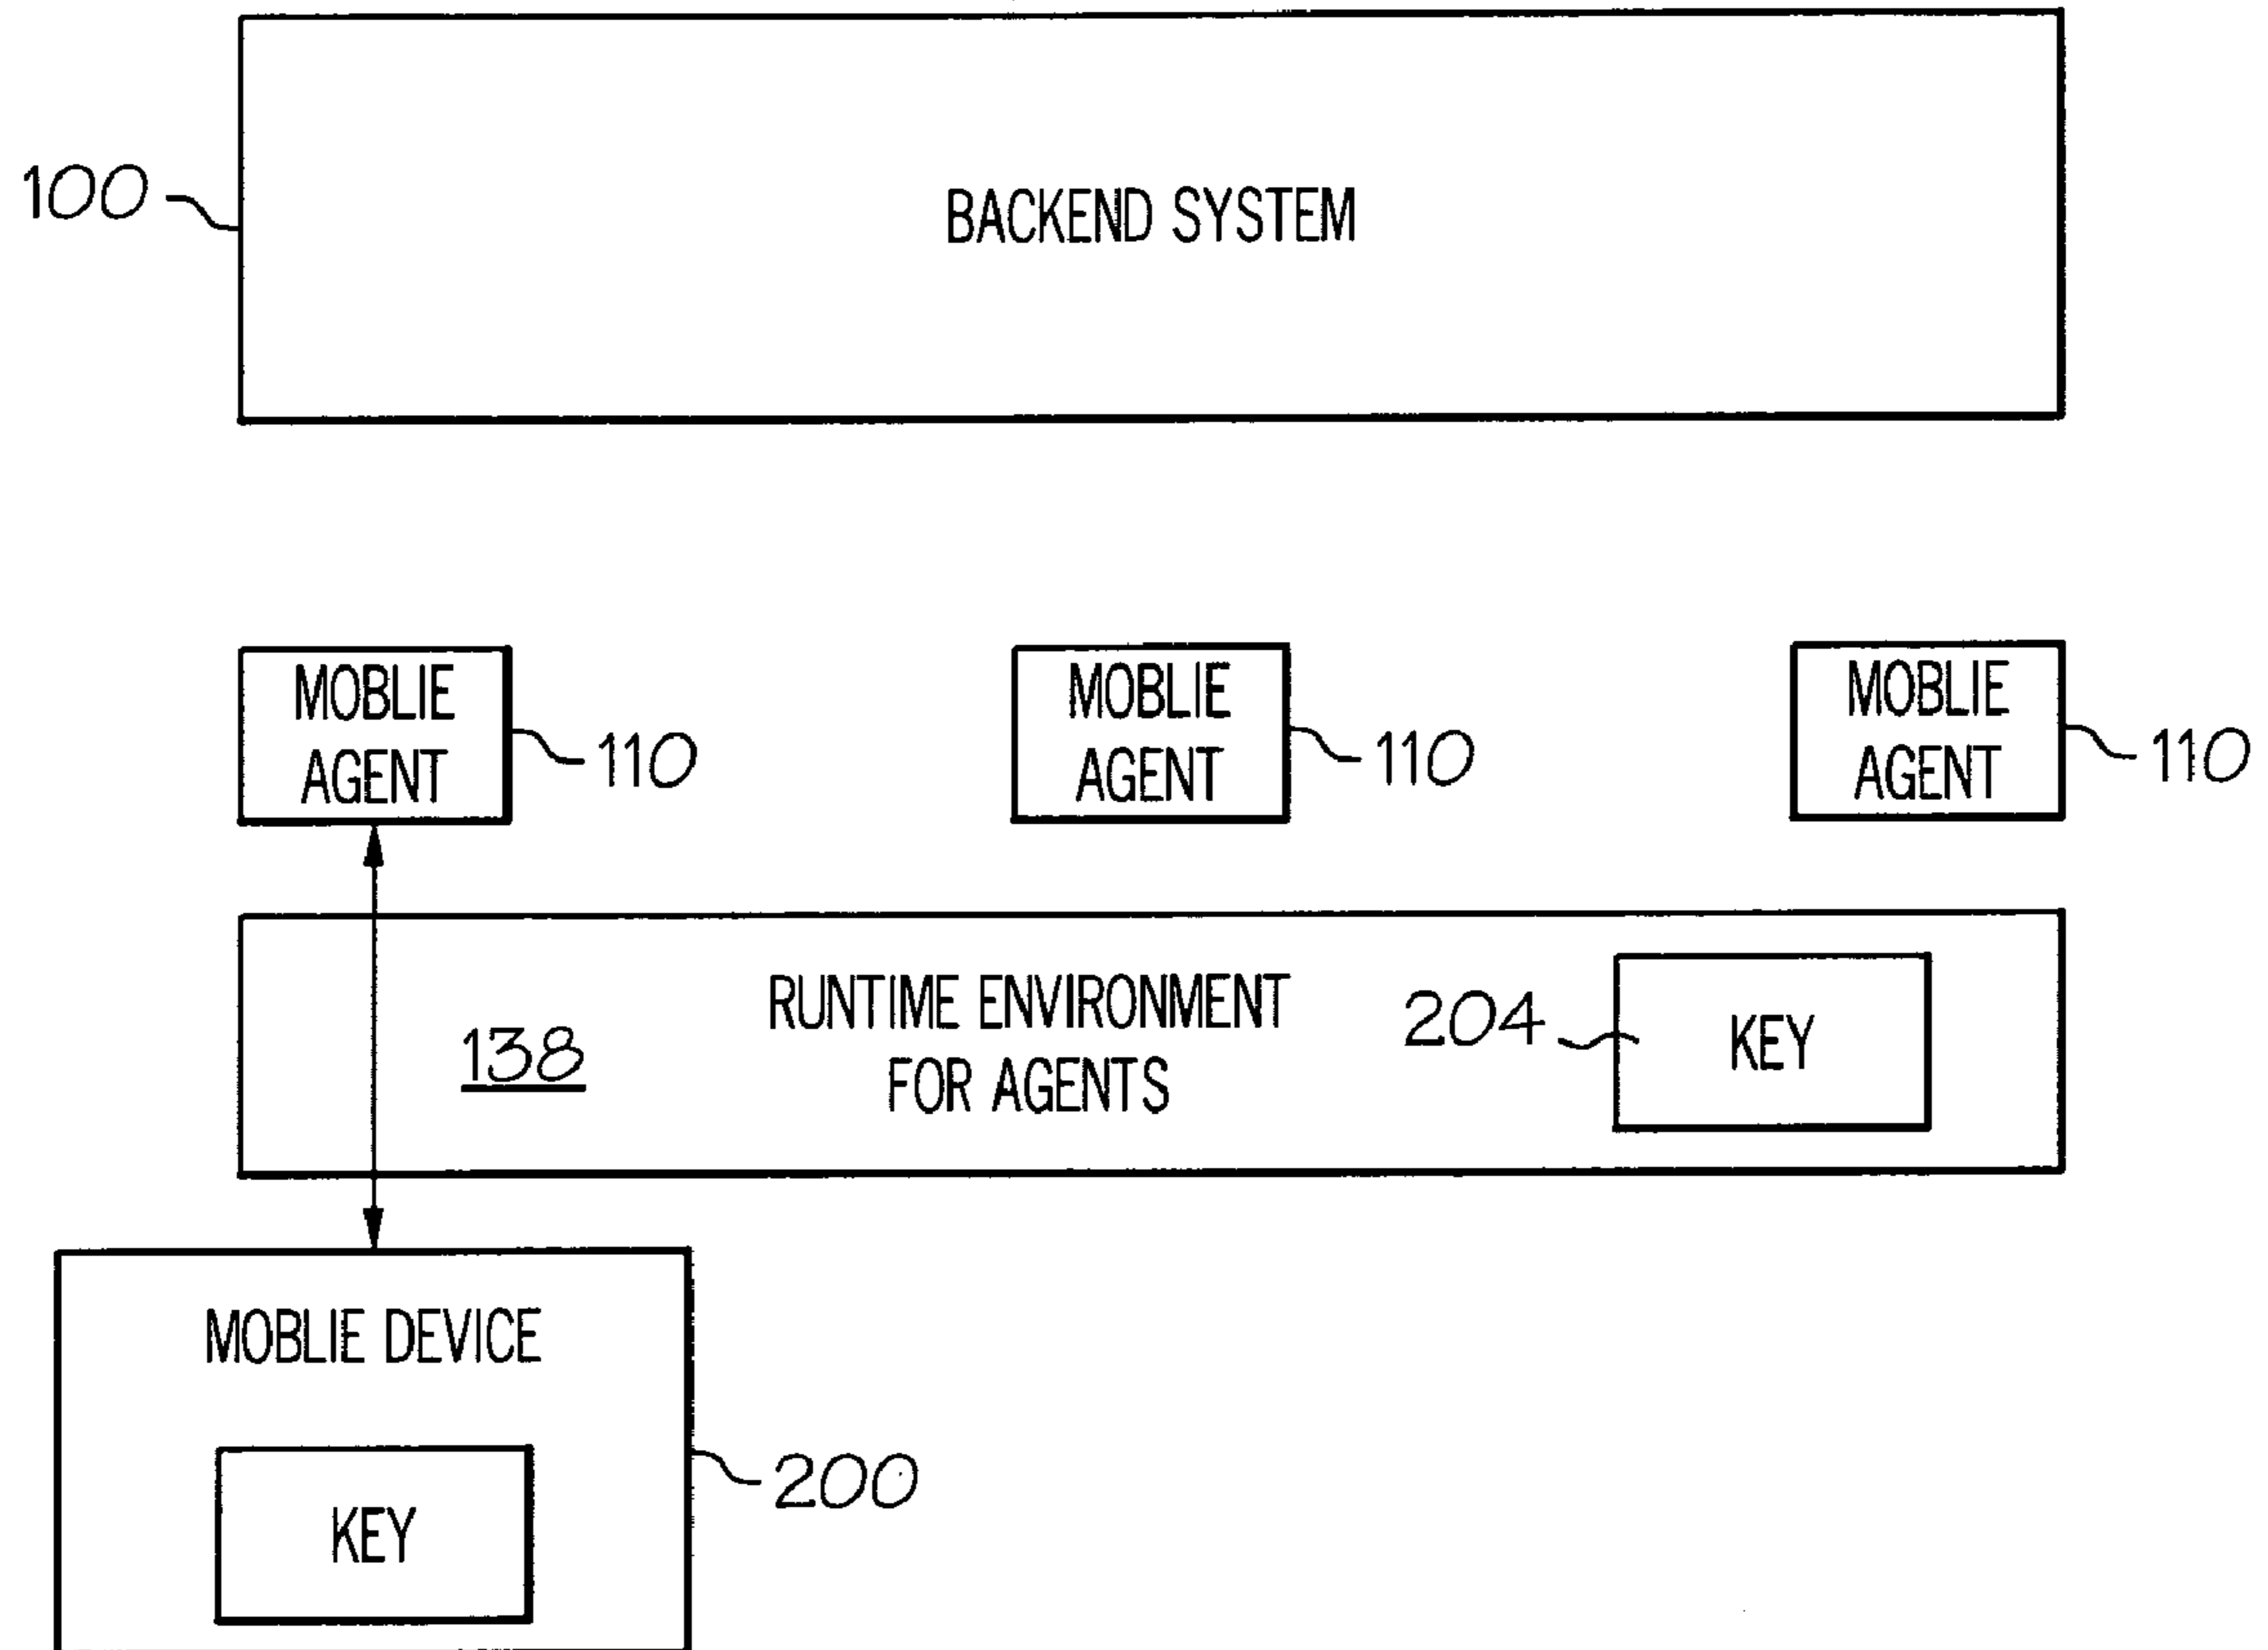 100
BACKEND SYSTEM
MOBLIE
AGENT
110
MOBLIE
AGENT
110
MOBLIE
AGENT
110
138
RUNTIME ENVIRONMENT
FOR AGENTS
204
KEY
MOBLIE DEVICE
200
KEY